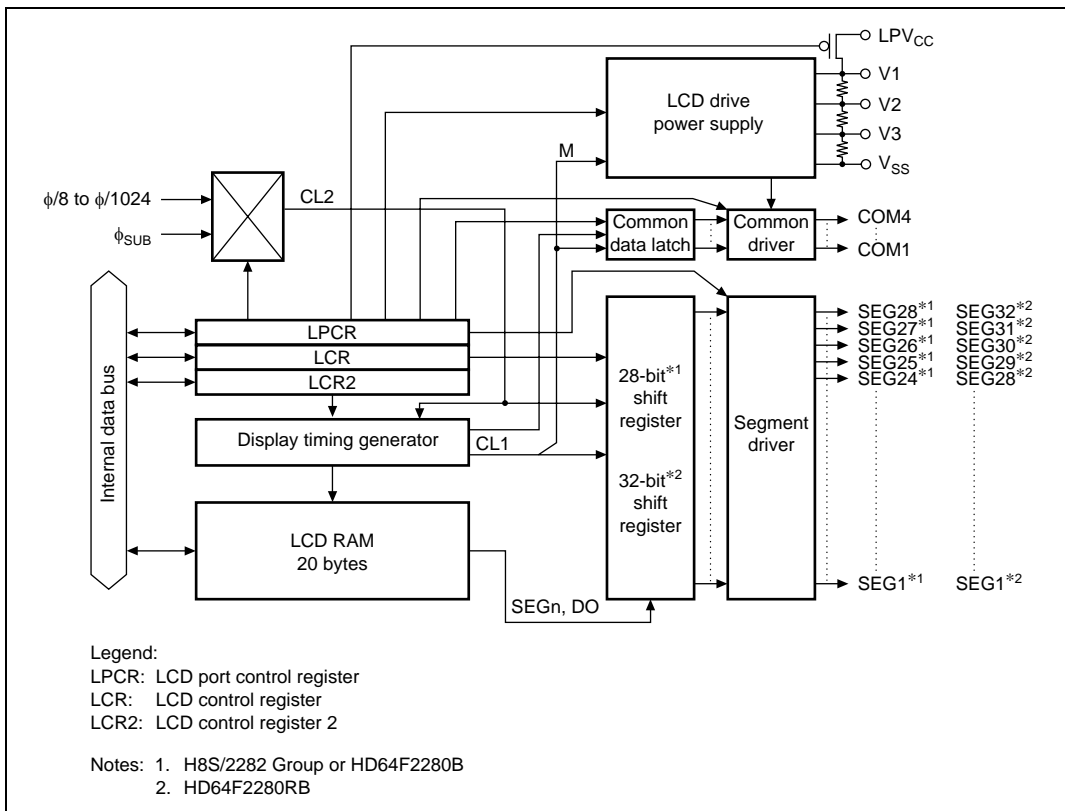 LPVCC
V1
LCD drive
power supply
V2
V3
M
VSS
ϕ/8 to ϕ/1024
CL2
ϕSUB
Common
data latch
Common
driver
COM4
COM1
Internal data bus
LPCR
LCR
LCR2
Display timing generator
CL1
LCD RAM
20 bytes
SEGn, DO
28-bit*1
shift
register
32-bit*2
shift
register
Segment
driver
SEG28*1 SEG32*2
SEG27*1 SEG31*2
SEG26*1 SEG30*2
SEG25*1 SEG29*2
SEG24*1 SEG28*2
SEG1*1 SEG1*2
Legend:
LPCR: LCD port control register
LCR: LCD control register
LCR2: LCD control register 2
Notes: 1. H8S/2282 Group or HD64F2280B
2. HD64F2280RB